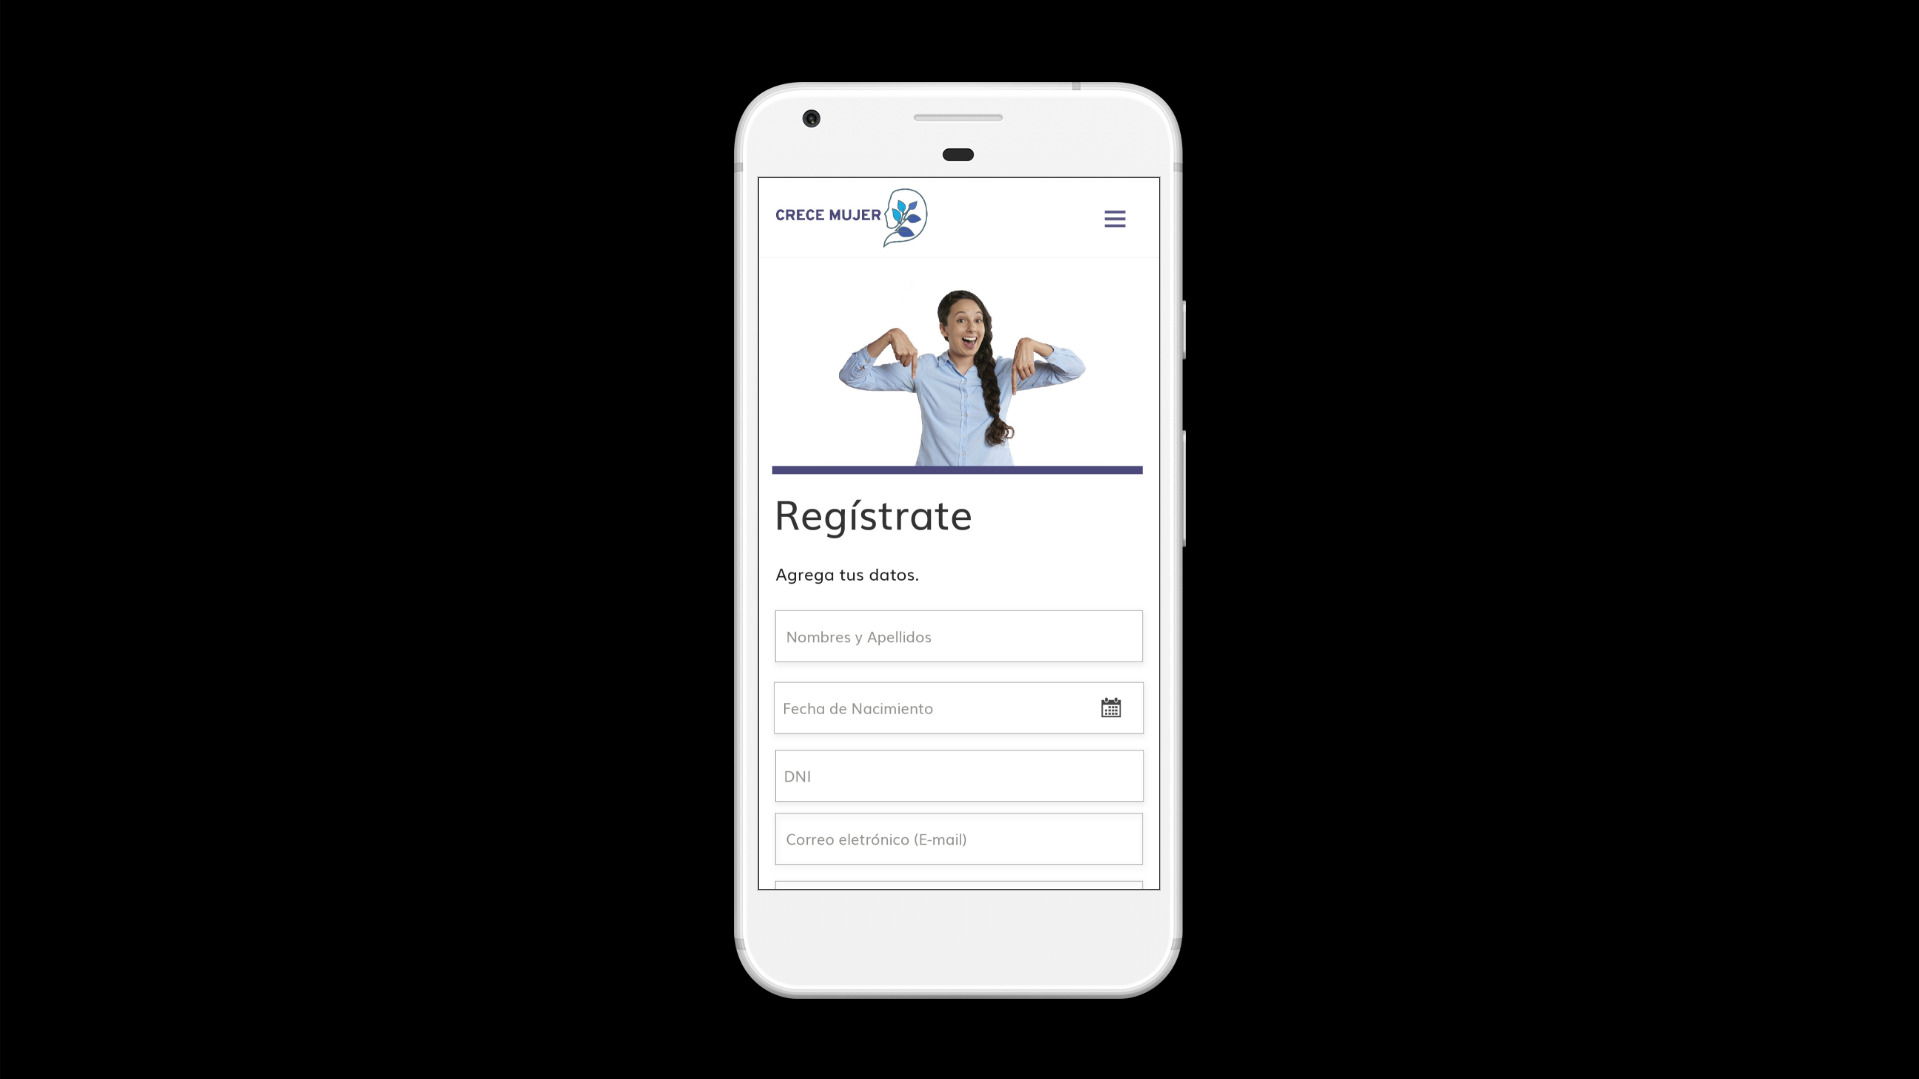 CRECE MUJER
Regístrate
Agrega tus datos.
Nombres y Apellidos
Fecha de Nacimiento
DNI
Correo eletrónico (E-mail)